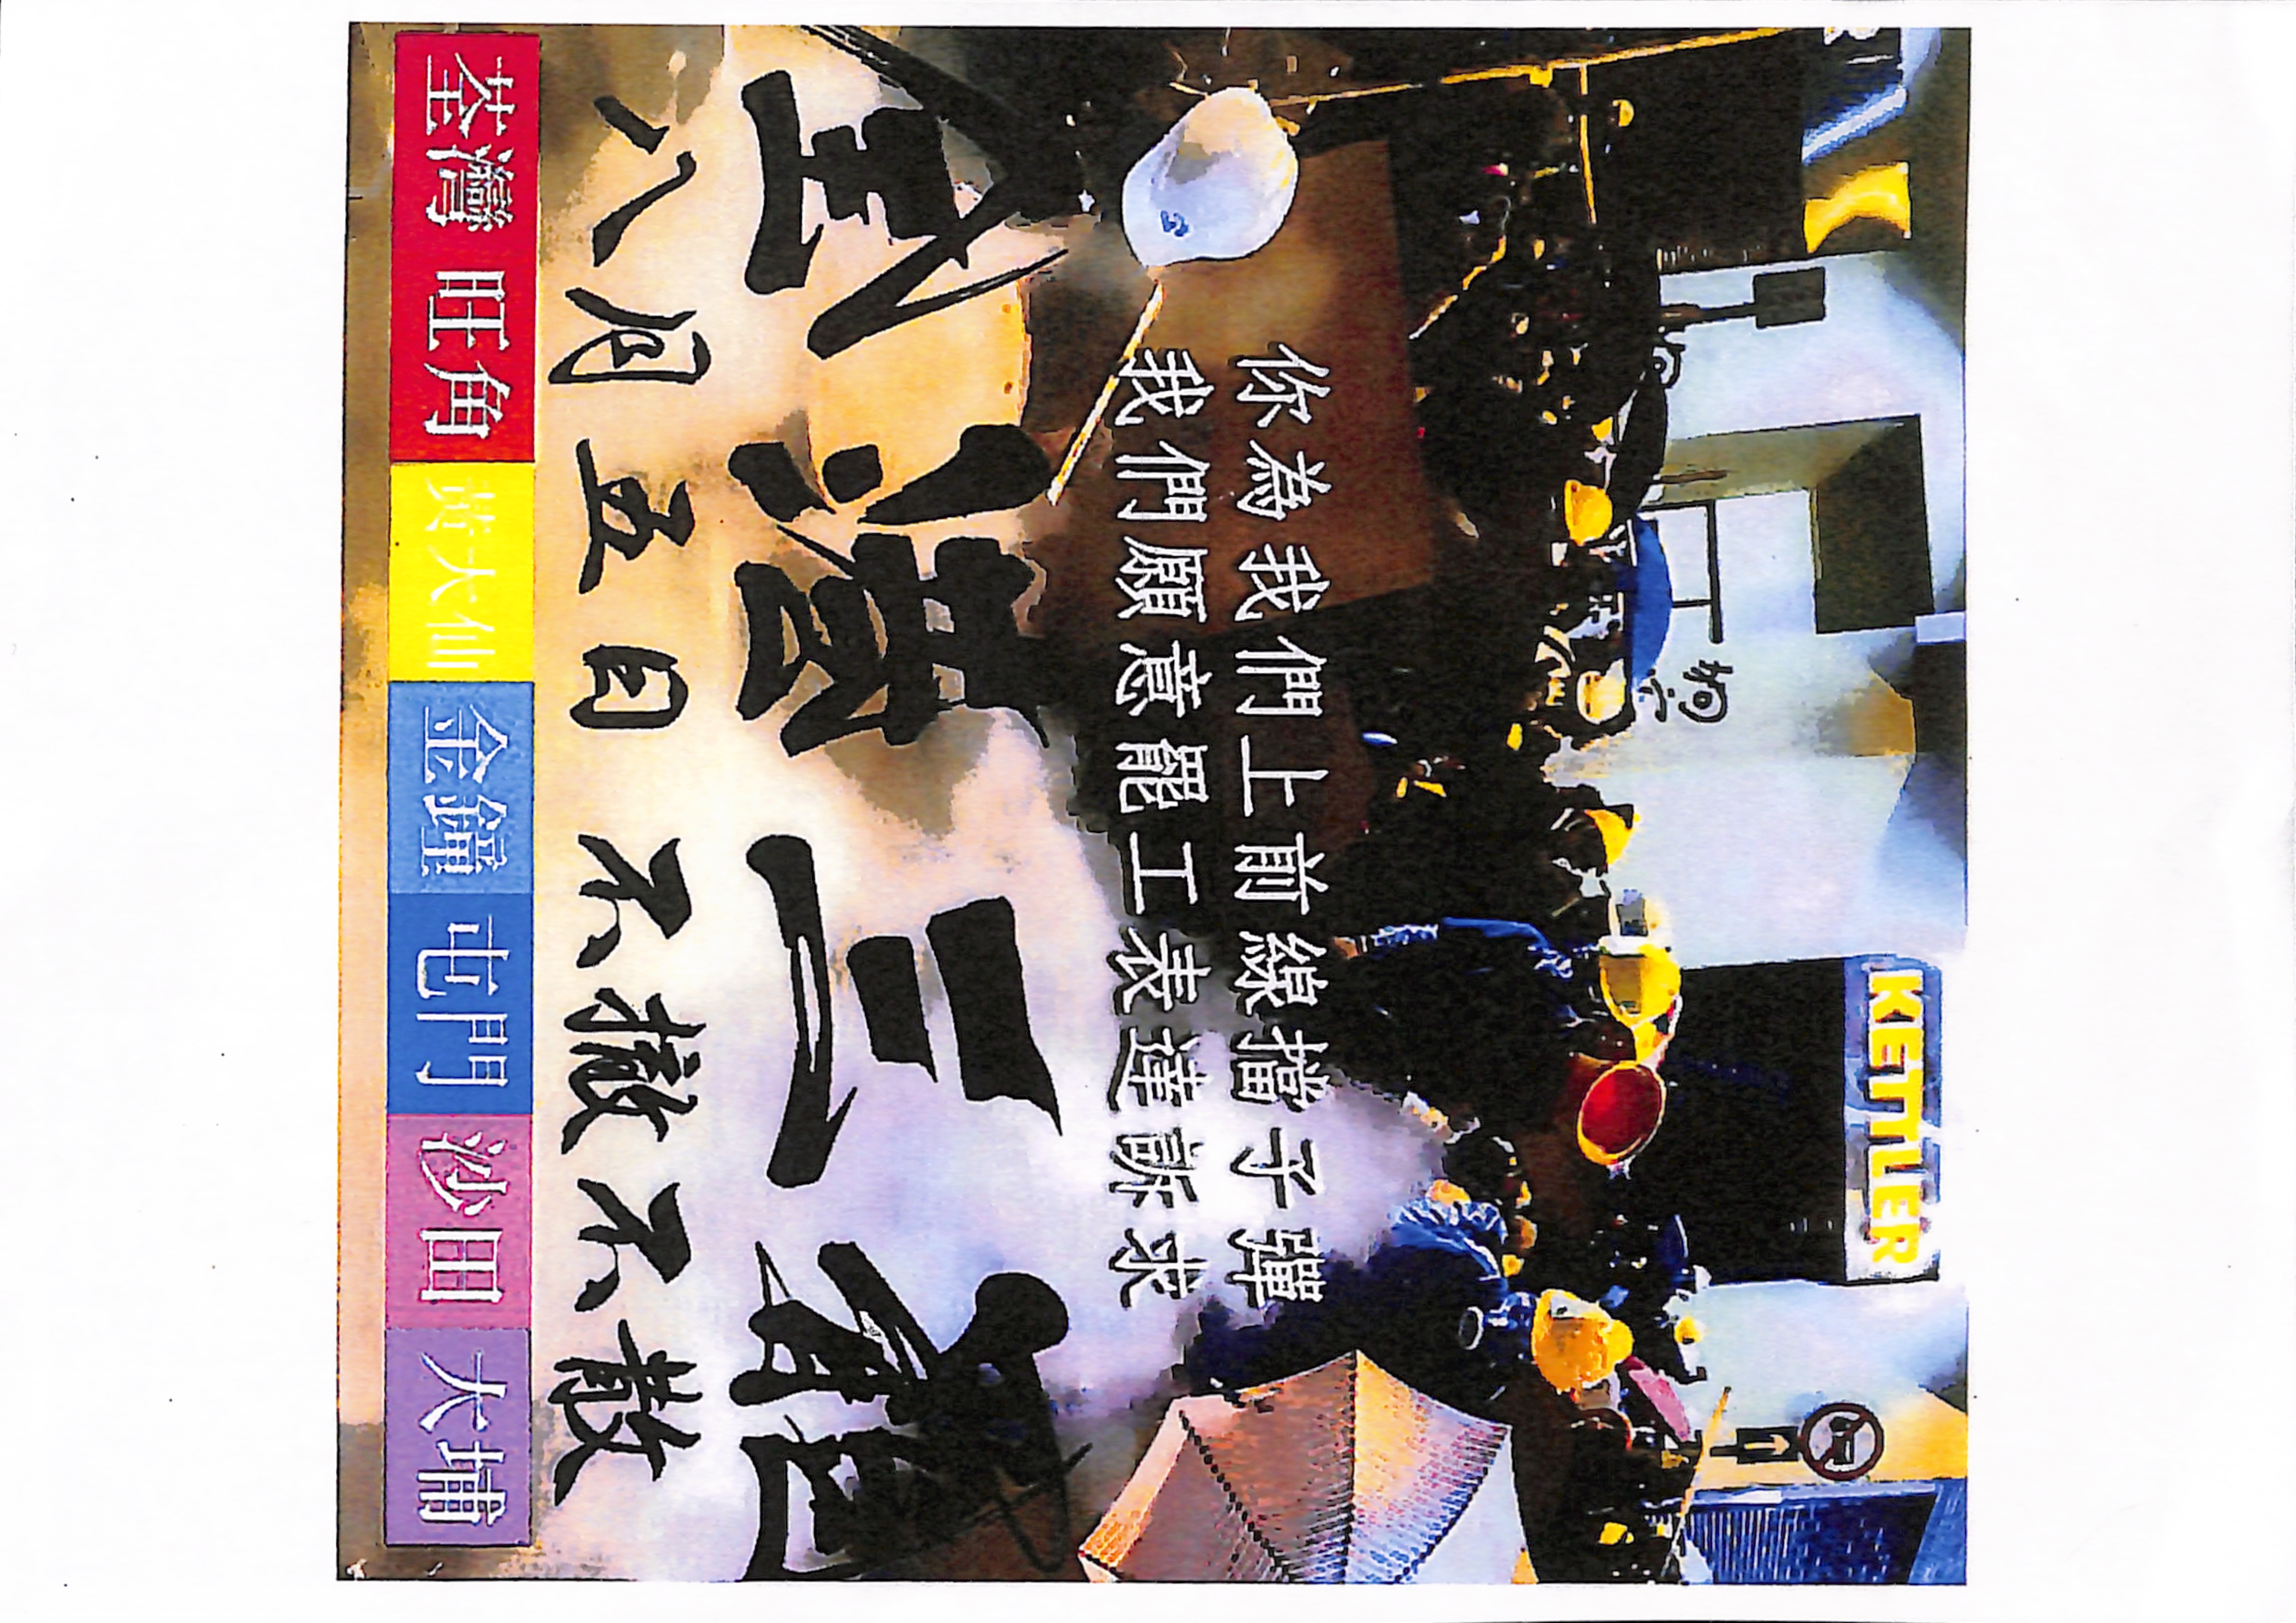 KETTLER
狗
你為我們上前線擋子彈
我們願意罷工表達訴求
全港三罷
八月五日 不撤不散
荃灣 旺角 黃大仙 金鐘 屯門 沙田 大埔